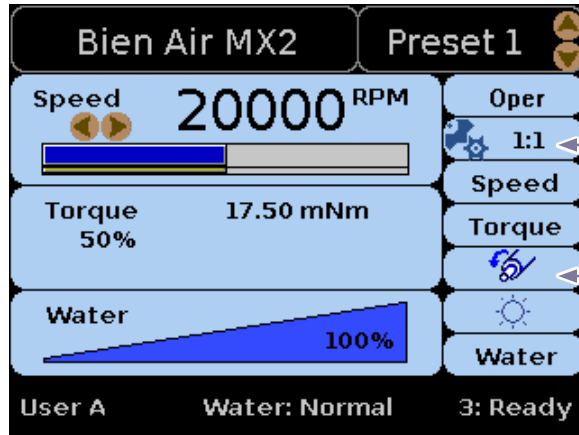 Bien Air MX2 Preset 1
Speed 20000 RPM Oper
1:1
Speed
Torque 17.50 mNm Torque
50%
Water
100% Water
User A Water: Normal 3: Ready